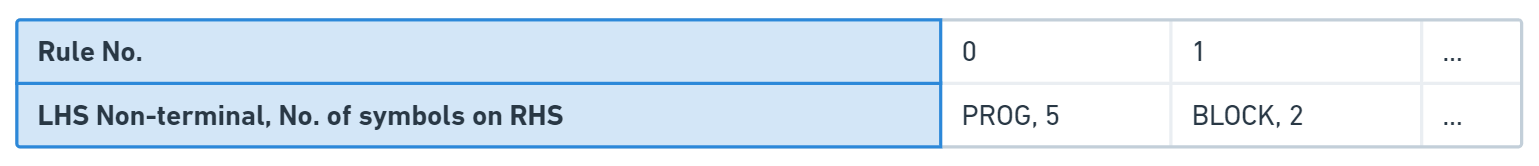 Rule No. 0 1 ...
LHS Non-terminal, No. of symbols on RHS PROG, 5 BLOCK, 2 ...